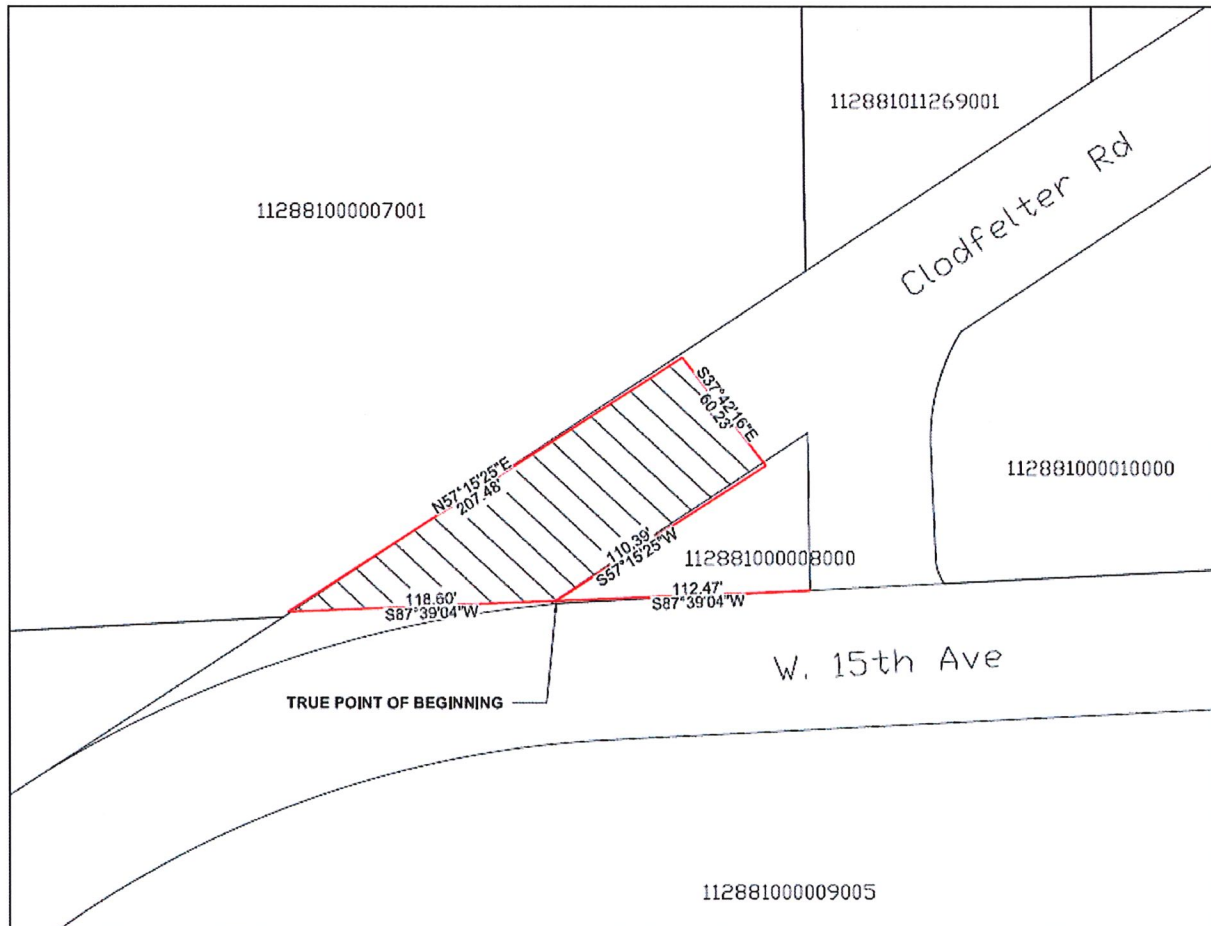 112881011269001
Clodfelter Rd
112881000007001
S37°42'16"E
60.23'
N57°15'25"E
207.48'
112881000010000
110.39'
S57°15'25"W
112881000008000
118.60'
S87°39'04"W
112.47'
S87°39'04"W
W. 15th Ave
TRUE POINT OF BEGINNING
112881000009005